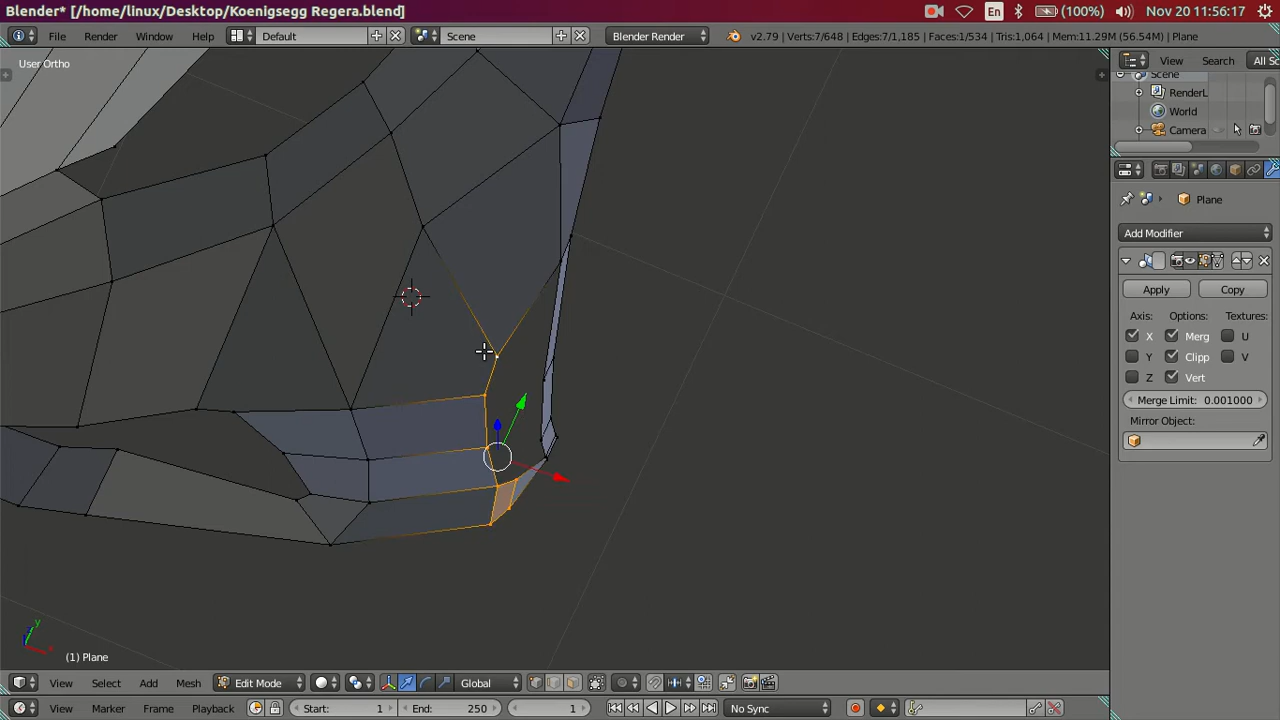 Blender* [/home/linux/Desktop/Koenigsegg Regera.blend]
En (100%) Nov 20 11:56:17
File Render Window Help Default Scene Blender Render v2.79 | Verts:7/648 | Edges:7/1,185 | Faces:1/534 | Tris:1,064 | Mem:11.29M (56.54M) | Plane
User Ortho
View Search All Sc
Scene
RenderL
World
Camera
Plane
Add Modifier
Apply Copy
Axis: Options: Textures:
X Merg U
Y Clipp V
Z Vert
Merge Limit: 0.001000
Mirror Object:
z
y
x
(1) Plane
View Select Add Mesh Edit Mode Global
View Marker Frame Playback Start: 1 End: 250 1 No Sync